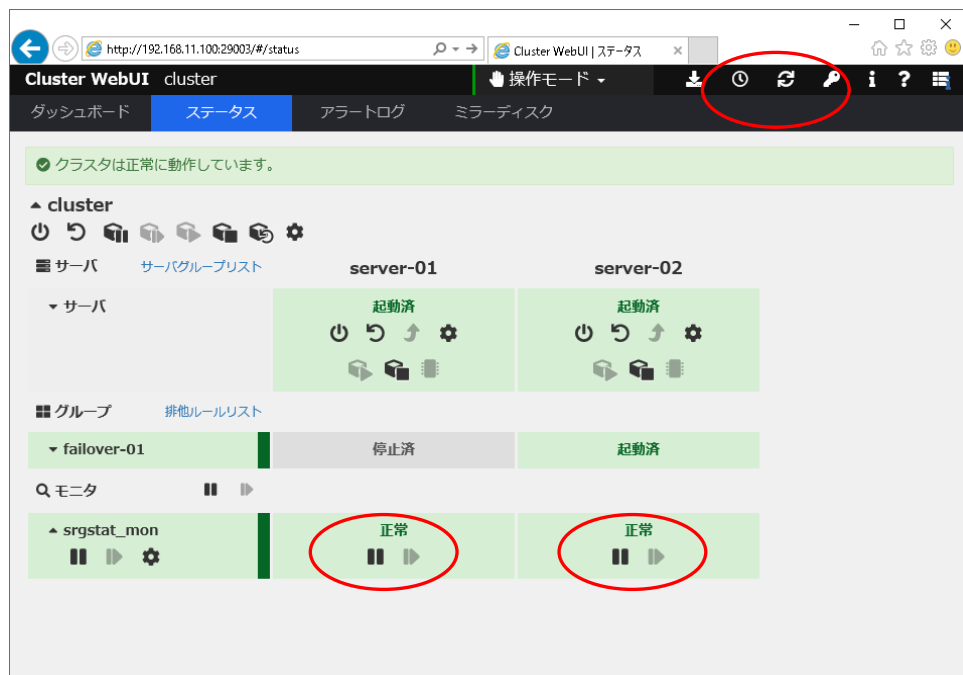 http://192.168.11.100:29003/#/status
Cluster WebUI | ステータス
Cluster WebUI cluster 操作モード
ダッシュボード ステータス アラートログ ミラーディスク
クラスタは正常に動作しています。
cluster
サーバ サーバグループリスト server-01 server-02
サーバ 起動済 起動済
グループ 排他ルールリスト
failover-01 停止済 起動済
モニタ
srgstat_mon 正常 正常